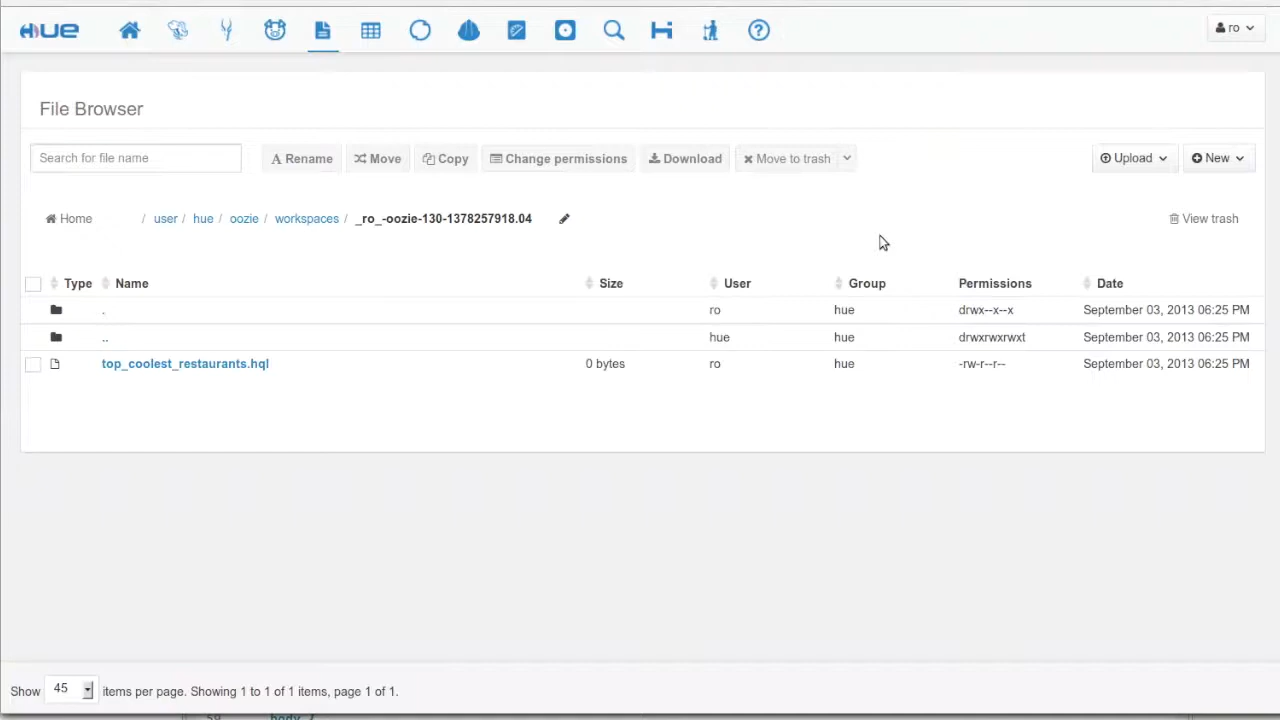 HUE
ro
File Browser
Search for file name
Rename Move Copy Change permissions Download Move to trash Upload New
Home / user / hue / oozie / workspaces / _ro_-oozie-130-1378257918.04 View trash
Type Name Size User Group Permissions Date
. ro hue drwx--x--x September 03, 2013 06:25 PM
.. hue hue drwxrwxrwxt September 03, 2013 06:25 PM
top_coolest_restaurants.hql 0 bytes ro hue -rw-r--r-- September 03, 2013 06:25 PM
Show 45 items per page. Showing 1 to 1 of 1 items, page 1 of 1.